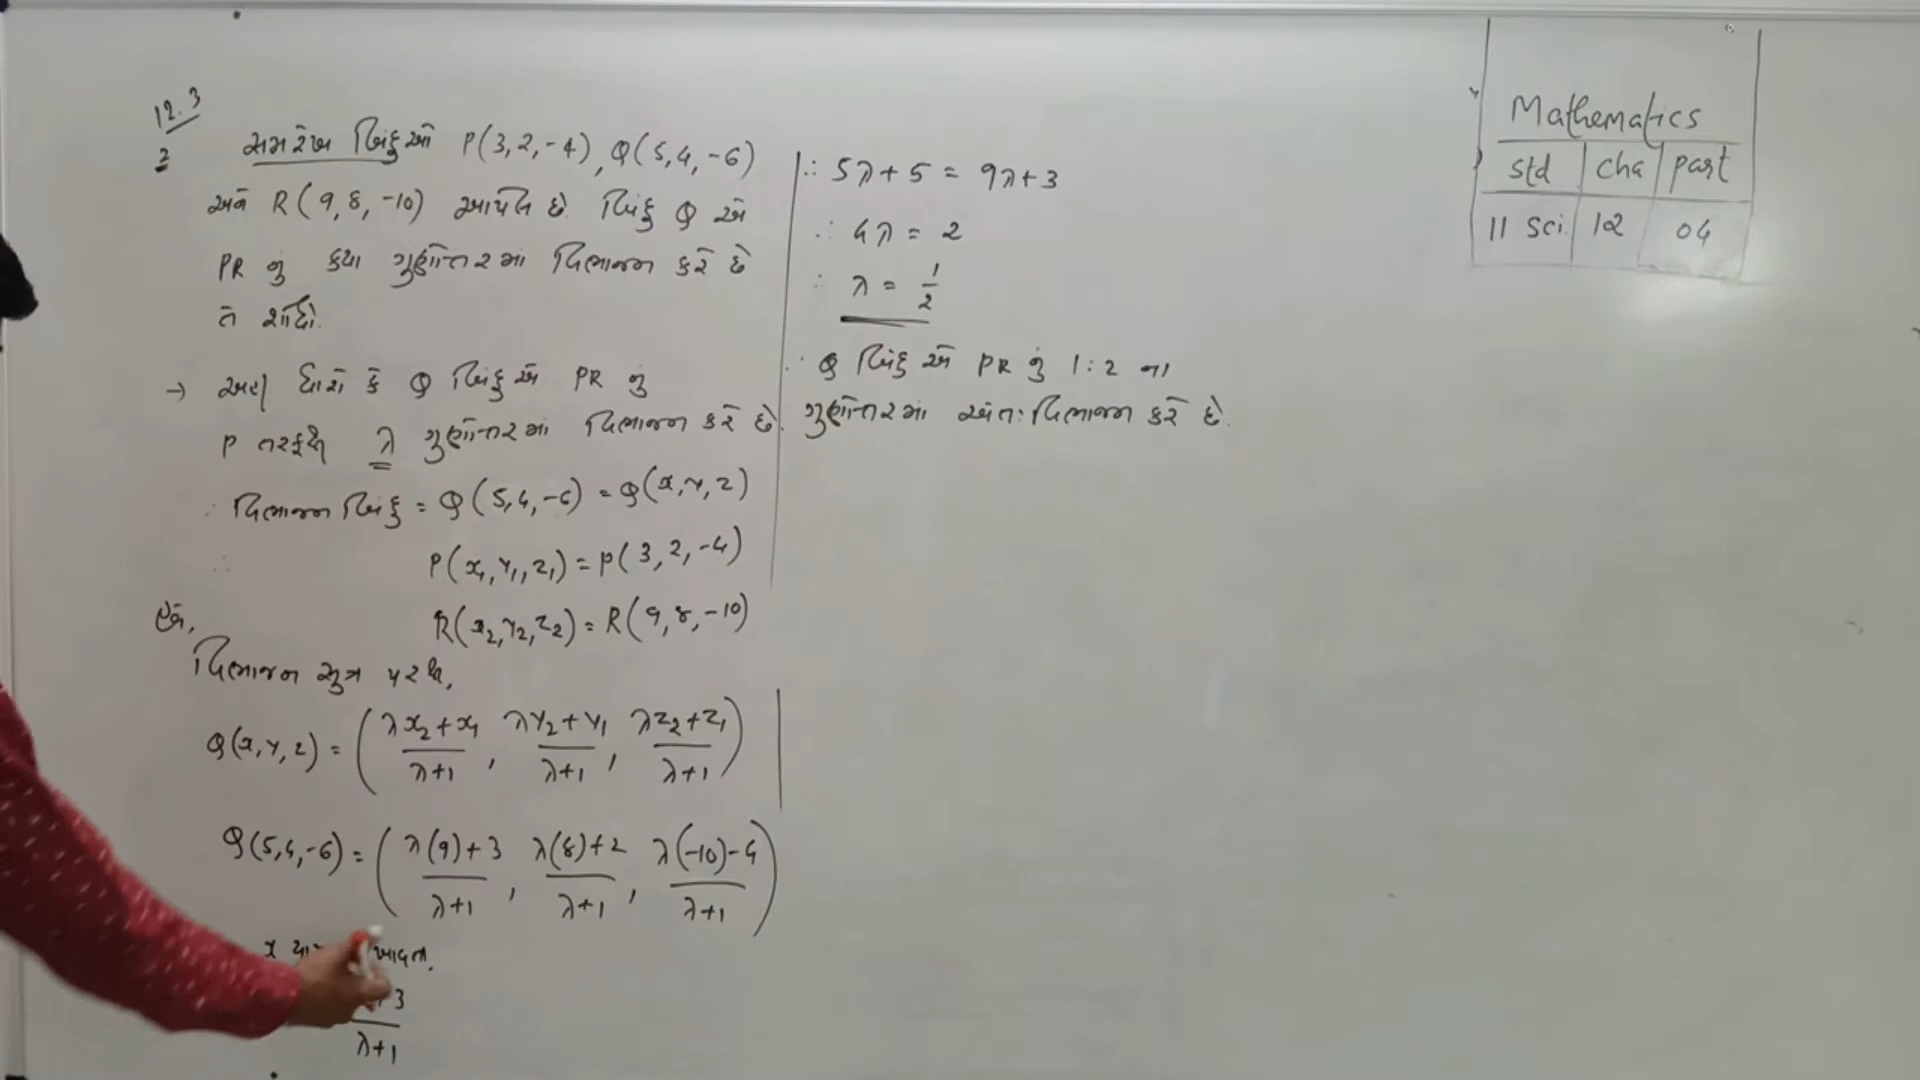 12.3
2 સમરેખ બિંદુઓ P(3, 2, -4), Q(5, 4, -6)
અને R(9, 8, -10) આપેલ છે. બિંદુ Q એ
PR નું કયા ગુણોત્તરમાં વિભાજન કરે છે
તે શોધો.
→ અહી ધારો કે Q બિંદુ એ PR નું
P તરફથી λ ગુણોત્તરમાં વિભાજન કરે છે.
∴ વિભાજન બિંદુ = Q(5, 4, -6) = Q(x, y, z)
∴ P(x₁, y₁, z₁) = P(3, 2, -4)
R(x₂, y₂, z₂) = R(9, 8, -10)
હવે,
વિભાજન સુત્ર પરથી,
Q(x, y, z) = ( (λx₂+x₁)/(λ+1), (λy₂+y₁)/(λ+1), (λz₂+z₁)/(λ+1) )
Q(5, 4, -6) = ( (λ(9)+3)/(λ+1), (λ(8)+2)/(λ+1), (λ(-10)-4)/(λ+1) )
x
3
λ+1
∴ 5λ+5 = 9λ+3
∴ 4λ = 2
∴ λ = 1/2
∴ Q બિંદુ એ PR નું 1:2 ના
ગુણોત્તરમાં અંત:વિભાજન કરે છે.
Mathematics
std cha part
11 Sci. 12 04